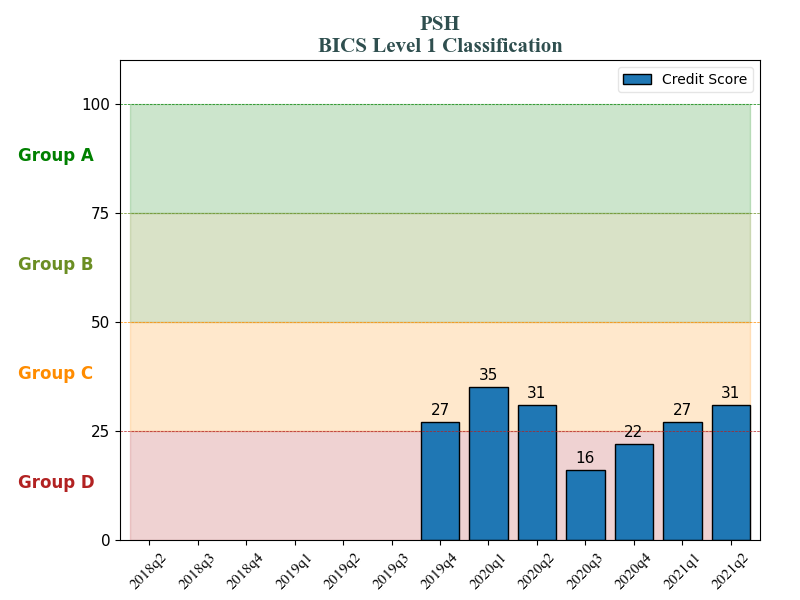 PSH
BICS Level 1 Classification
Credit Score
100
75
50
25
0
Group A
Group B
Group C
Group D
27
35
31
16
22
27
31
2018q2
2018q3
2018q4
2019q1
2019q2
2019q3
2019q4
2020q1
2020q2
2020q3
2020q4
2021q1
2021q2